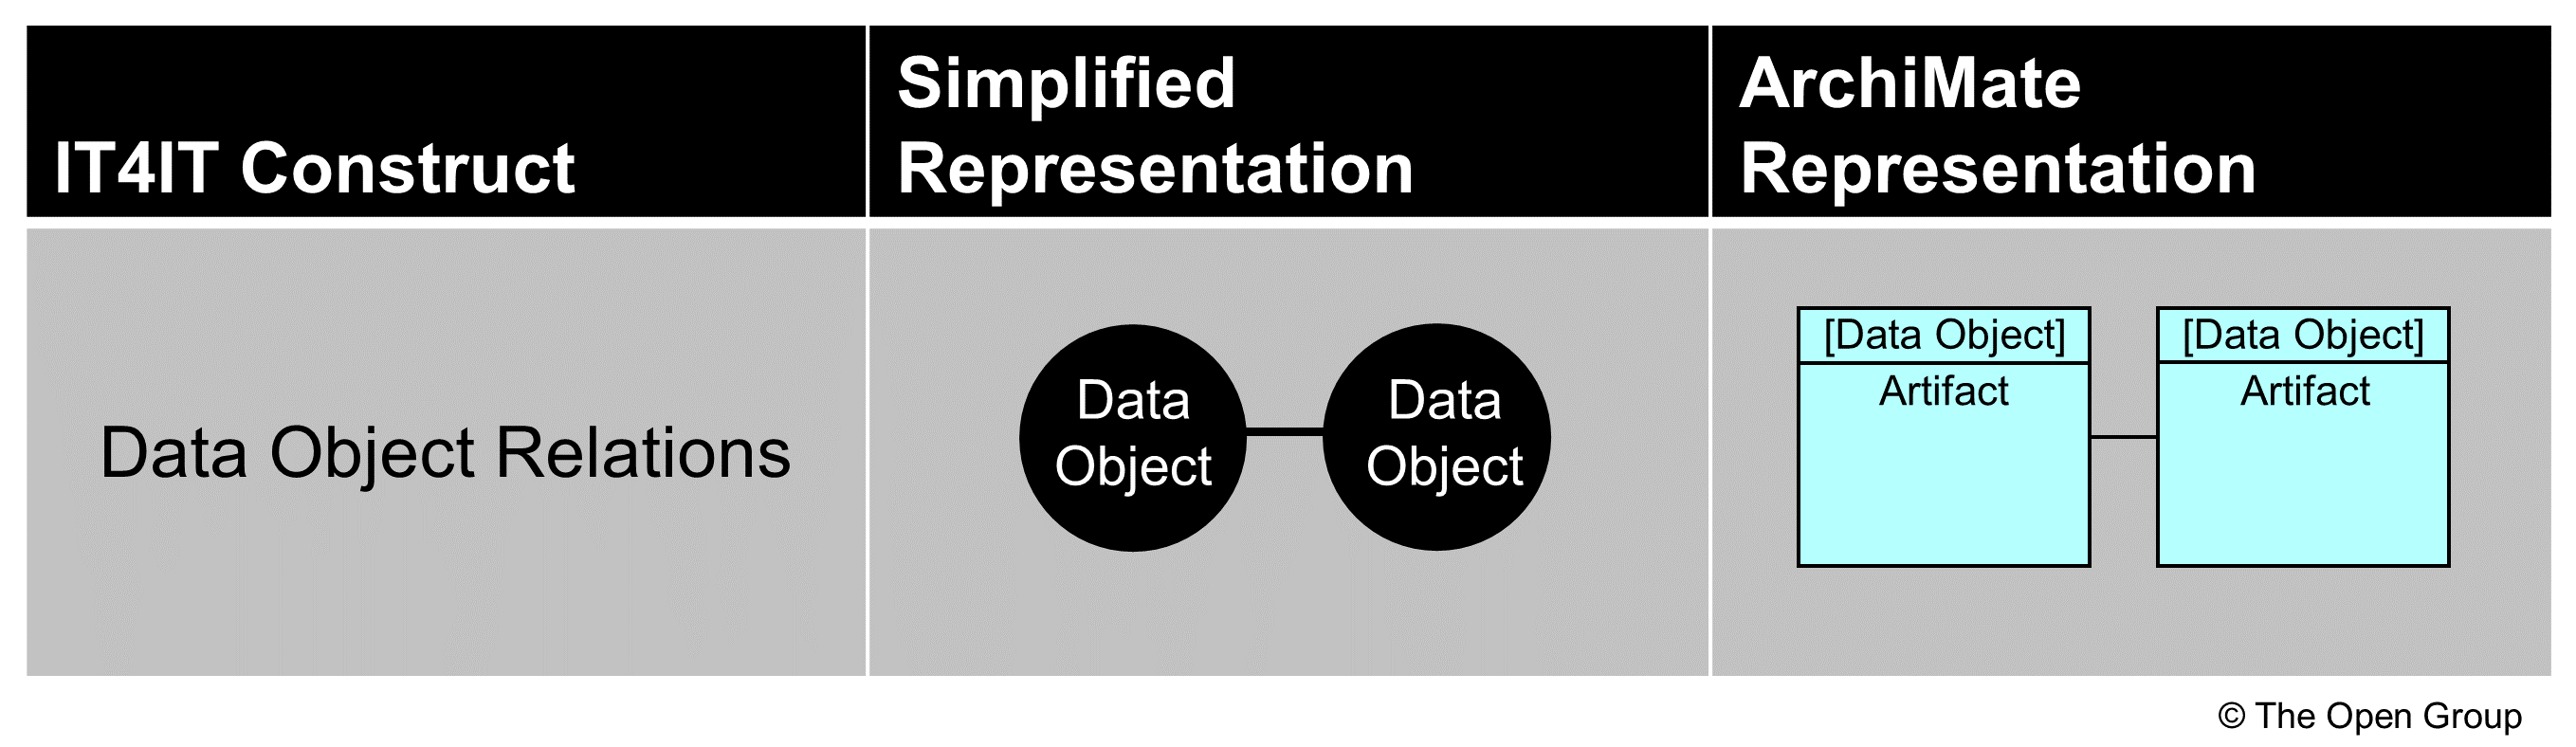 IT4IT Construct
Simplified
Representation
ArchiMate
Representation
Data Object Relations
Data
Object
Data
Object
[Data Object]
Artifact
[Data Object]
Artifact
© The Open Group